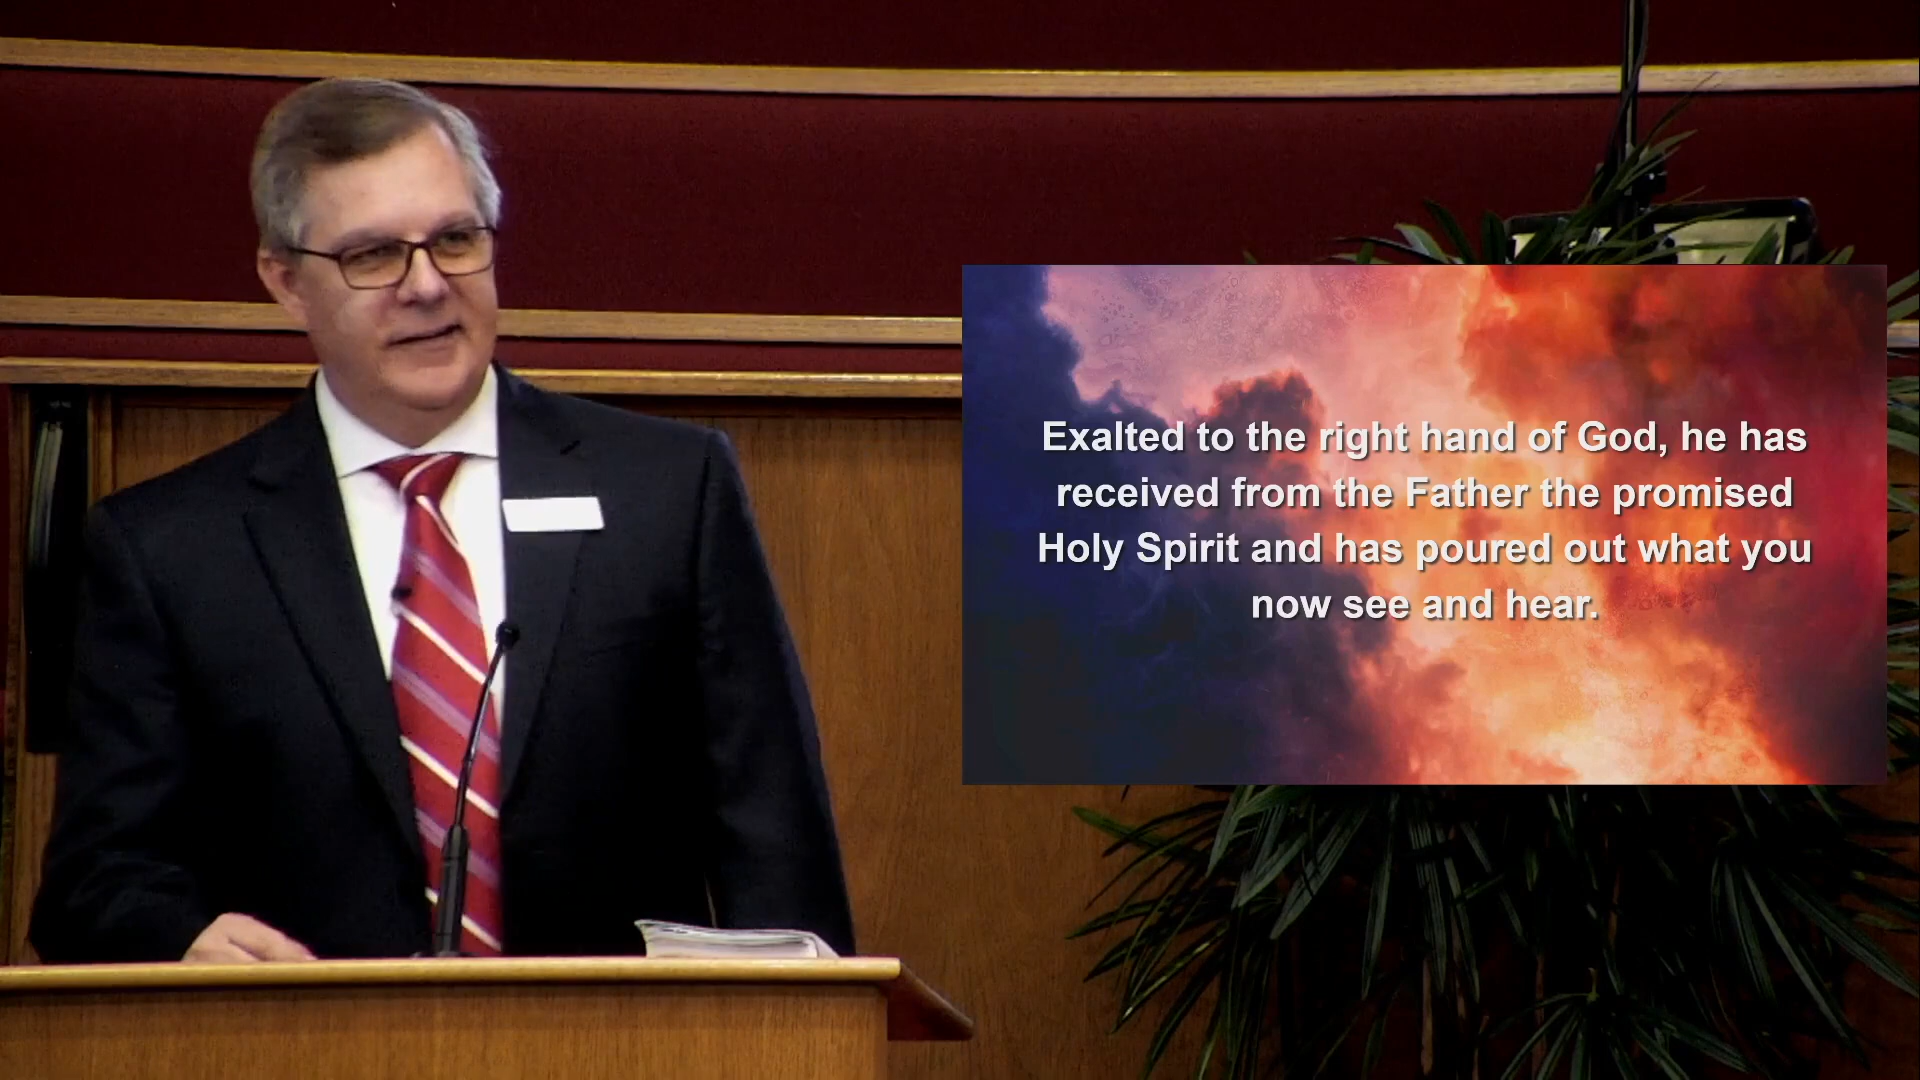 Exalted to the right hand of God, he has
received from the Father the promised
Holy Spirit and has poured out what you
now see and hear.